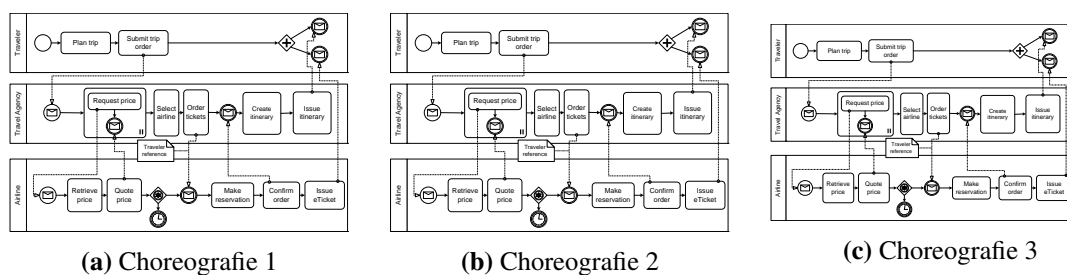 Traveler
Plan trip
Submit trip
order
Travel Agency
Request price
Select
airline
Order
tickets
Create
itinerary
Issue
itinerary
Traveler
reference
Airline
Retrieve
price
Quote
price
Make
reservation
Confirm
order
Issue
eTicket
(a) Choreografie 1
Traveler
Plan trip
Submit trip
order
Travel Agency
Request price
Select
airline
Order
tickets
Create
itinerary
Issue
itinerary
Traveler
reference
Airline
Retrieve
price
Quote
price
Make
reservation
Confirm
order
Issue
eTicket
(b) Choreografie 2
Traveler
Plan trip
Submit trip
order
Travel Agency
Request price
Select
airline
Order
tickets
Create
itinerary
Issue
itinerary
Traveler
reference
Airline
Retrieve
price
Quote
price
Make
reservation
Confirm
order
Issue
eTicket
(c) Choreografie 3